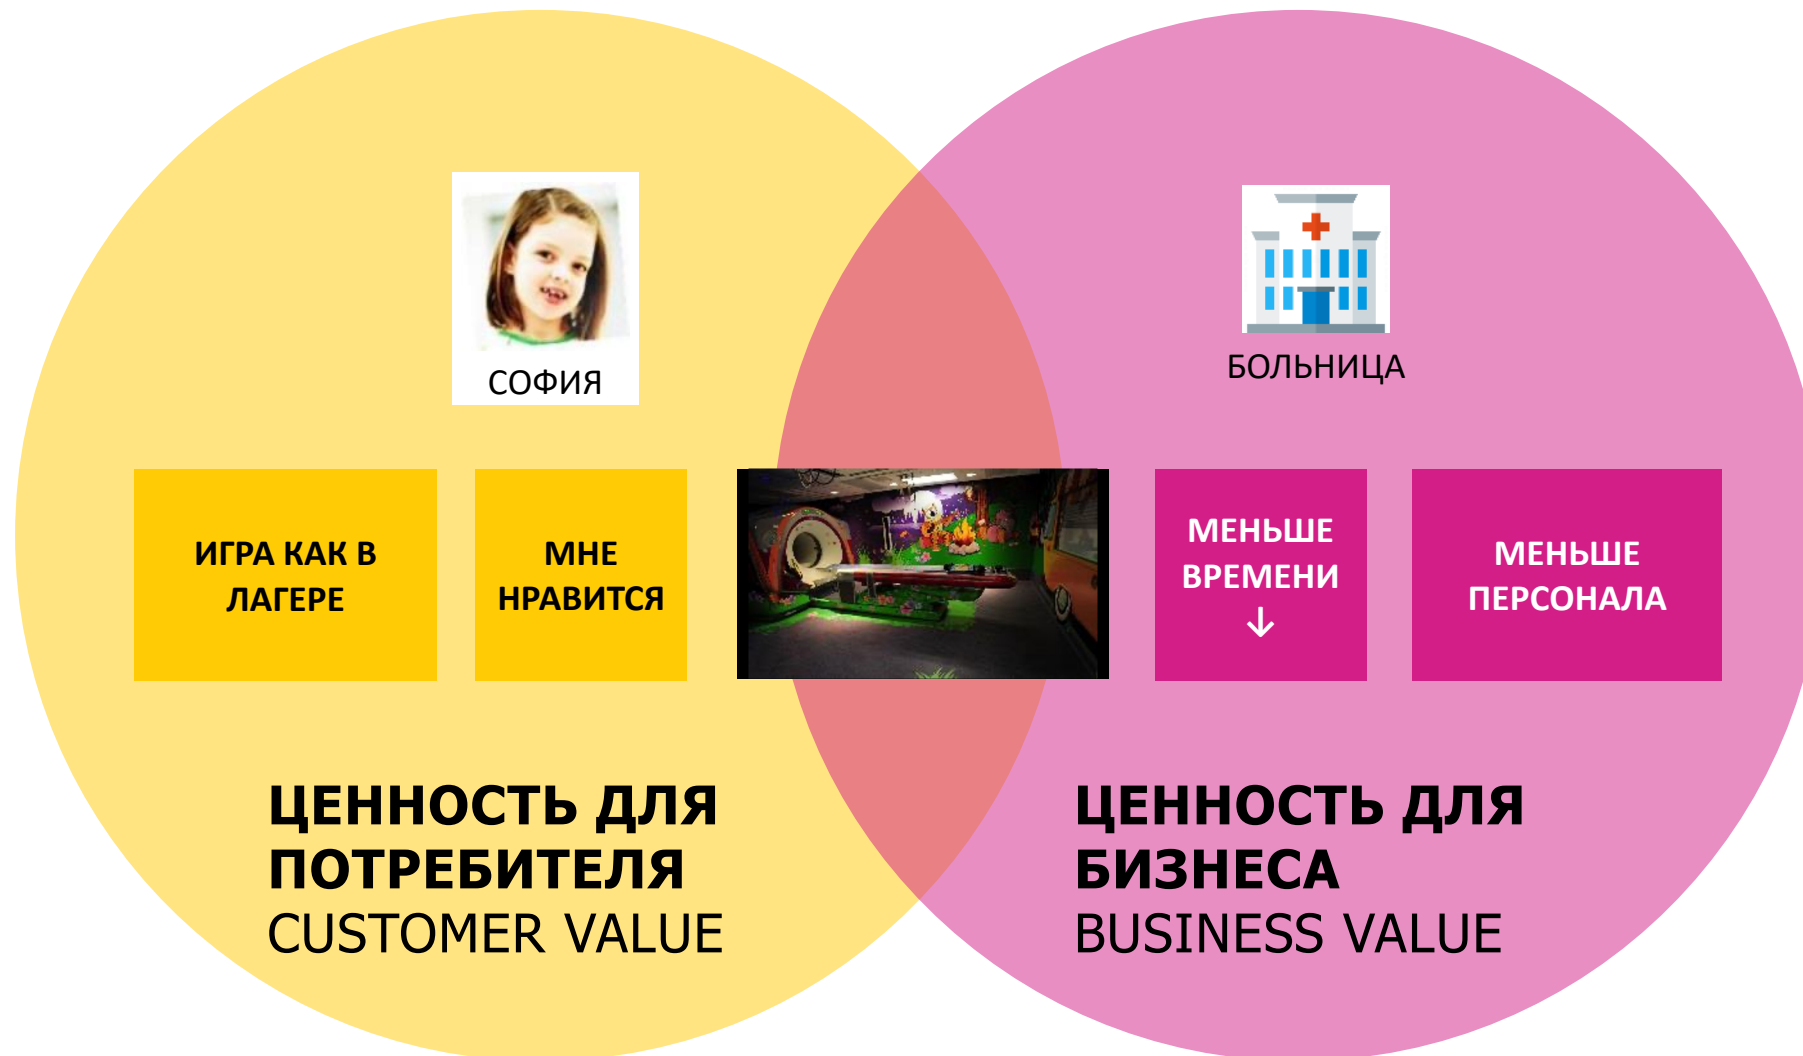 СОФИЯ
БОЛЬНИЦА
ИГРА КАК В
ЛАГЕРЕ
МНЕ
НРАВИТСЯ
МЕНЬШЕ
ВРЕМЕНИ
↓
МЕНЬШЕ
ПЕРСОНАЛА
ЦЕННОСТЬ ДЛЯ
ПОТРЕБИТЕЛЯ
CUSTOMER VALUE
ЦЕННОСТЬ ДЛЯ
БИЗНЕСА
BUSINESS VALUE